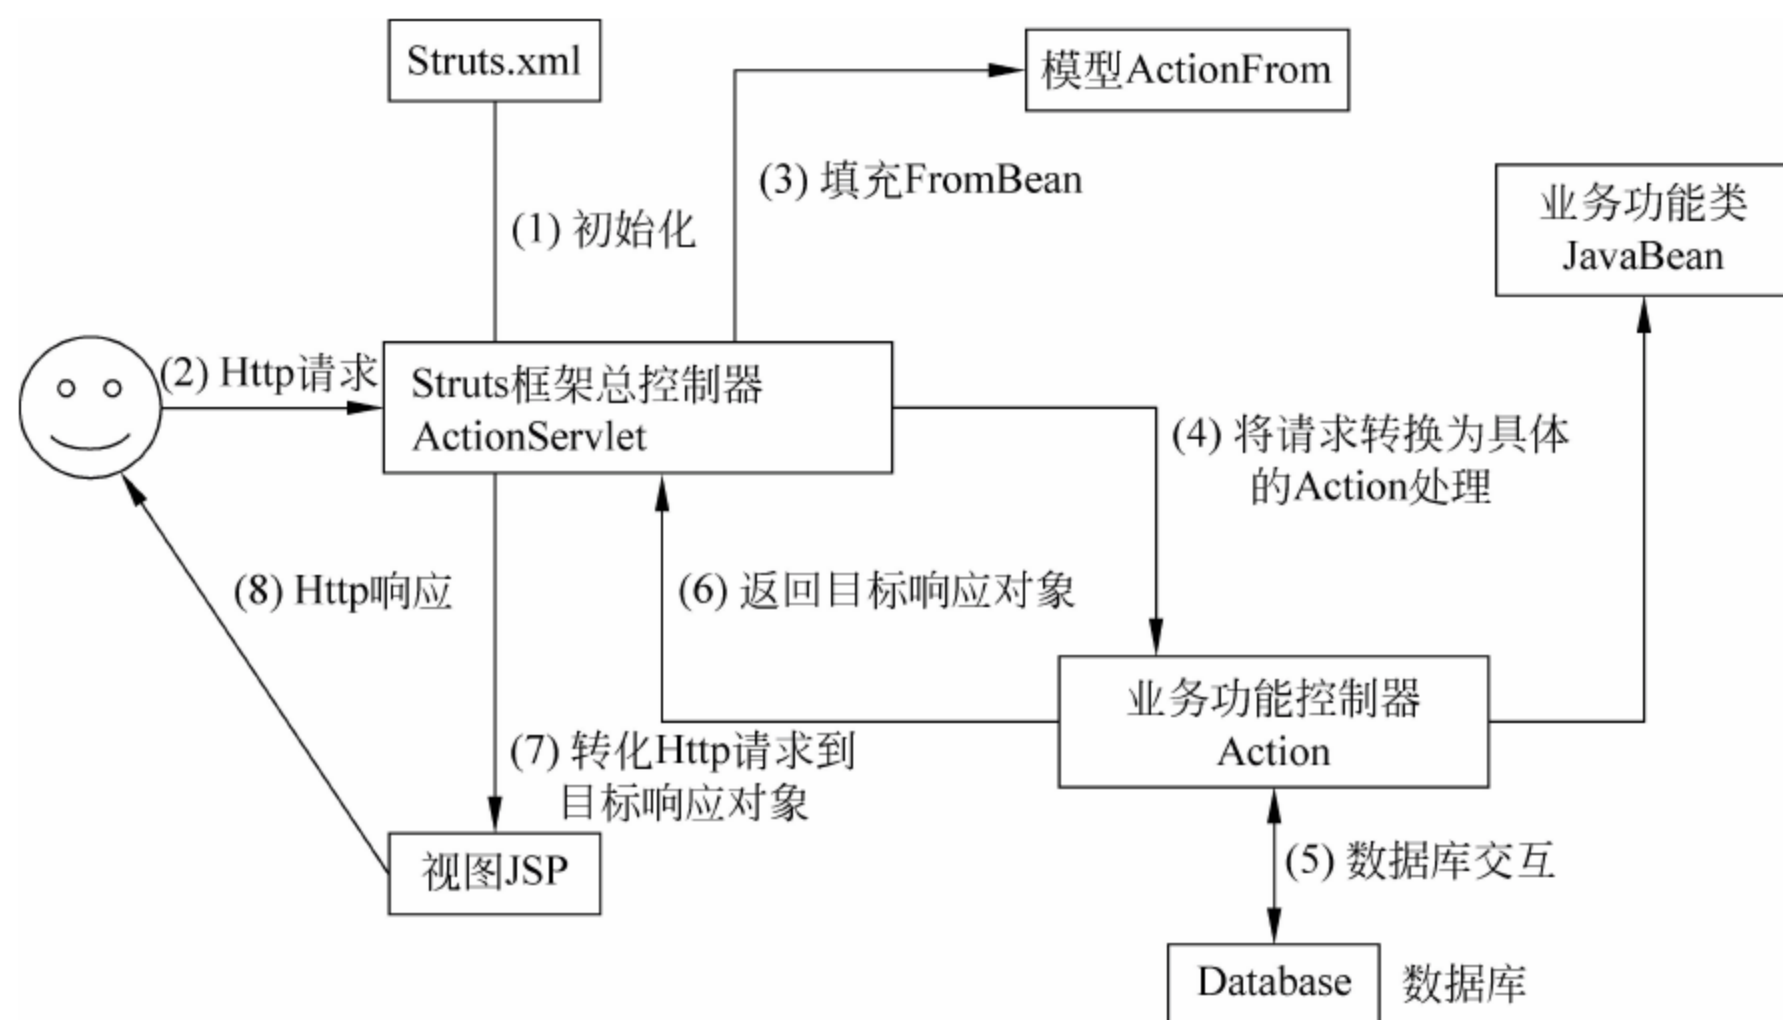 Struts.xml
模型ActionFrom
(3) 填充FromBean
业务功能类
JavaBean
(1) 初始化
(2) Http请求
Struts框架总控制器
ActionServlet
(4) 将请求转换为具体
的Action处理
(8) Http响应
(6) 返回目标响应对象
业务功能控制器
Action
(7) 转化Http请求到
目标响应对象
视图JSP
(5) 数据库交互
Database
数据库